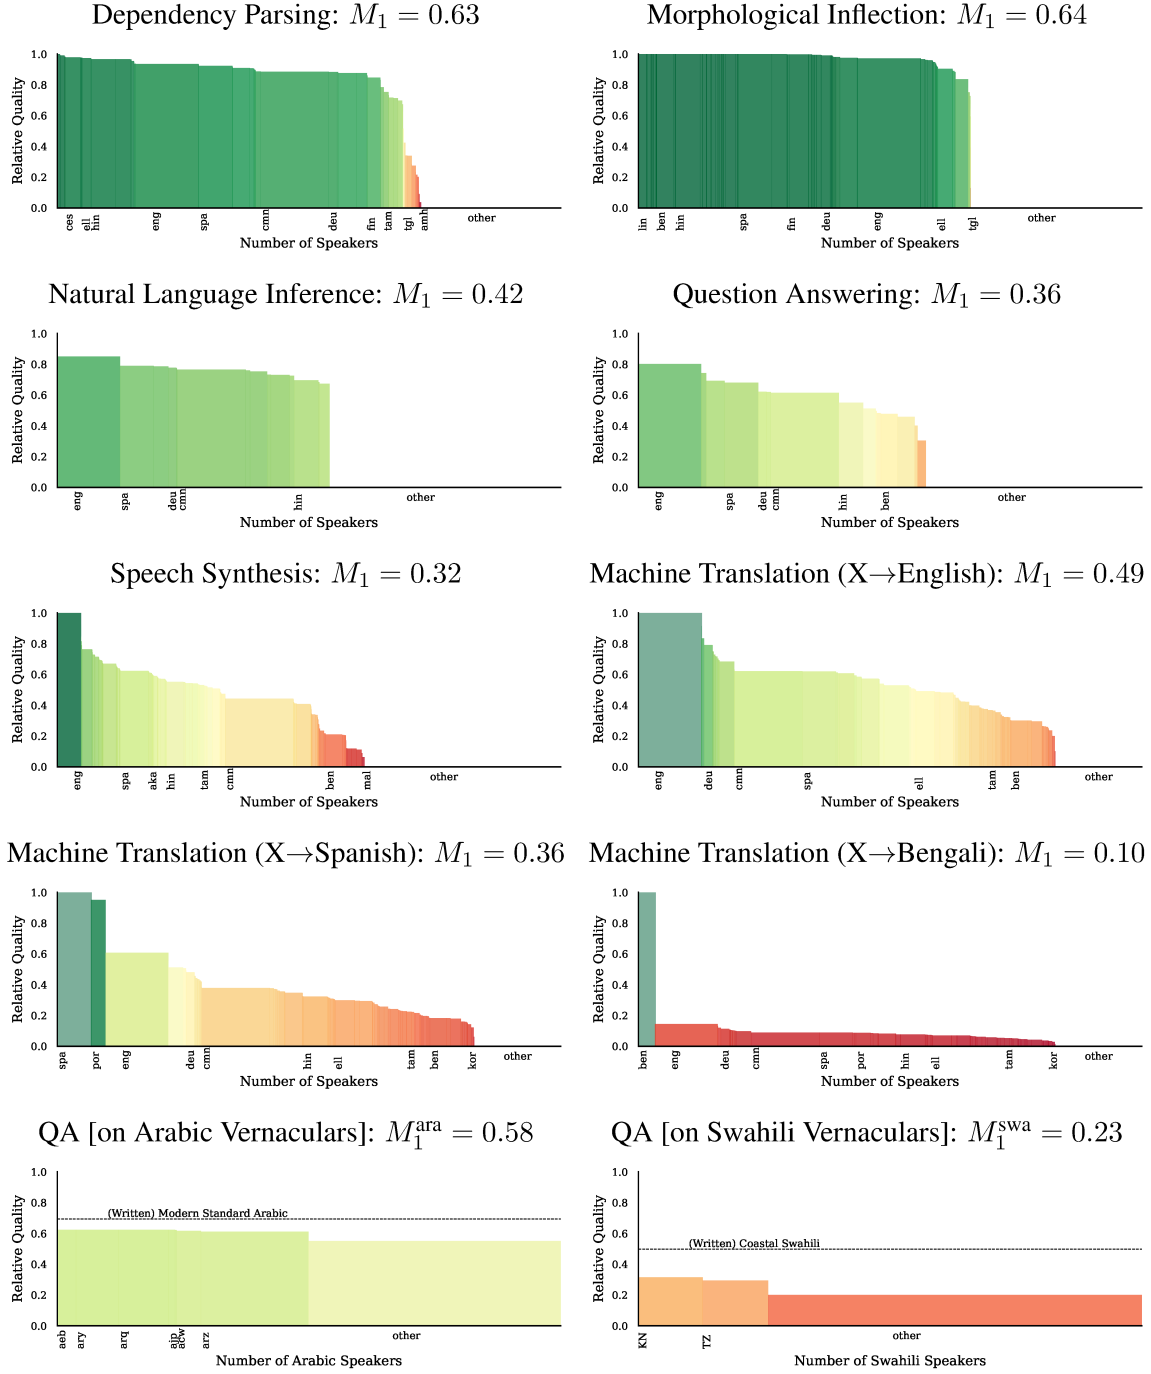 Dependency Parsing: M₁ = 0.63
Relative Quality
1.0
0.8
0.6
0.4
0.2
0.0
ces ell hin eng spa cmn deu fin tam tgl amh other
Number of Speakers
Morphological Inflection: M₁ = 0.64
Relative Quality
1.0
0.8
0.6
0.4
0.2
0.0
lin ben hin spa fin deu eng ell tgl other
Number of Speakers
Natural Language Inference: M₁ = 0.42
Relative Quality
1.0
0.8
0.6
0.4
0.2
0.0
eng spa deu cmn hin other
Number of Speakers
Question Answering: M₁ = 0.36
Relative Quality
1.0
0.8
0.6
0.4
0.2
0.0
eng spa deu cmn hin ben other
Number of Speakers
Speech Synthesis: M₁ = 0.32
Relative Quality
1.0
0.8
0.6
0.4
0.2
0.0
eng spa aka hin tam cmn ben mal other
Number of Speakers
Machine Translation (X→English): M₁ = 0.49
Relative Quality
1.0
0.8
0.6
0.4
0.2
0.0
eng deu cmn spa ell tam ben other
Number of Speakers
Machine Translation (X→Spanish): M₁ = 0.36
Relative Quality
1.0
0.8
0.6
0.4
0.2
0.0
spa por eng deu cmn hin ell tam ben kor other
Number of Speakers
Machine Translation (X→Bengali): M₁ = 0.10
Relative Quality
1.0
0.8
0.6
0.4
0.2
0.0
ben eng deu cmn spa por hin ell tam kor other
Number of Speakers
QA [on Arabic Vernaculars]: M₁ᵃʳᵃ = 0.58
Relative Quality
1.0
0.8
0.6
0.4
0.2
0.0
(Written) Modern Standard Arabic
aeb ary arq ajp acw arz other
Number of Arabic Speakers
QA [on Swahili Vernaculars]: M₁ˢʷᵃ = 0.23
Relative Quality
1.0
0.8
0.6
0.4
0.2
0.0
(Written) Coastal Swahili
KN TZ other
Number of Swahili Speakers